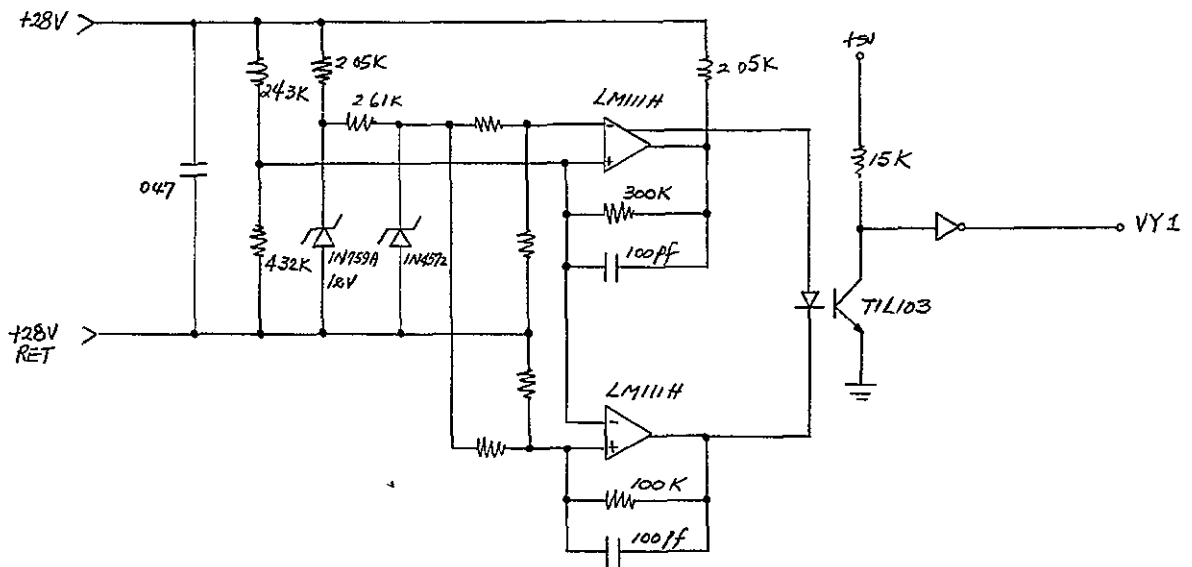 +28V
2 05K
243K
2 61K
047
432K
1N759A
12V
1N4572
+28V
RET
LM111H
2 05K
300K
100pf
LM111H
100K
100pf
+5V
15K
VY1
TIL103